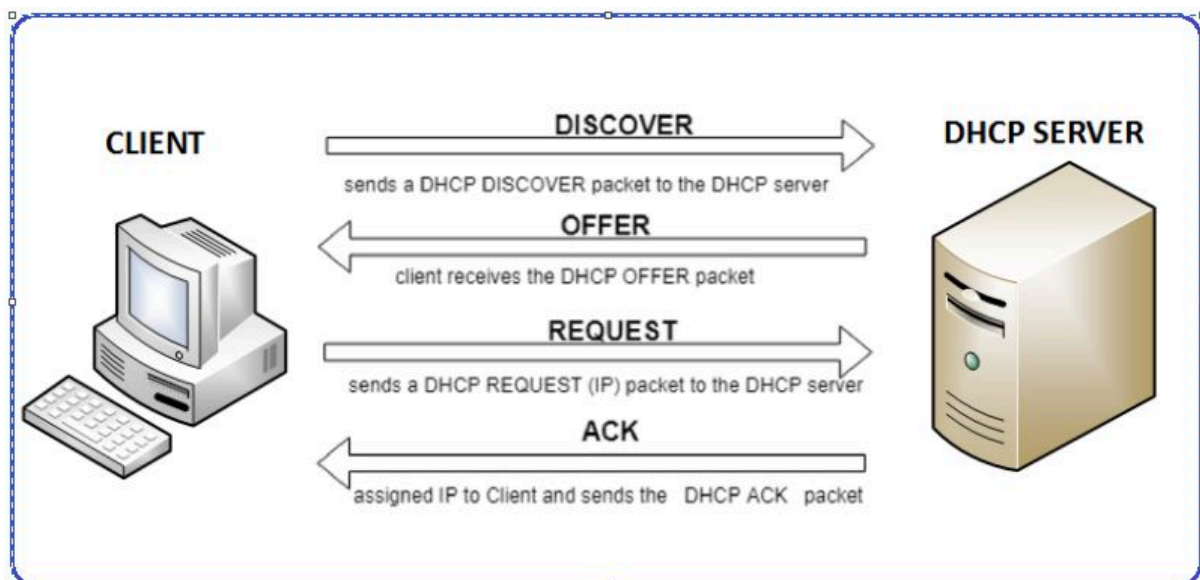 CLIENT
DHCP SERVER
DISCOVER
sends a DHCP DISCOVER packet to the DHCP server
OFFER
client receives the DHCP OFFER packet
REQUEST
sends a DHCP REQUEST (IP) packet to the DHCP server
ACK
assigned IP to Client and sends the DHCP ACK packet